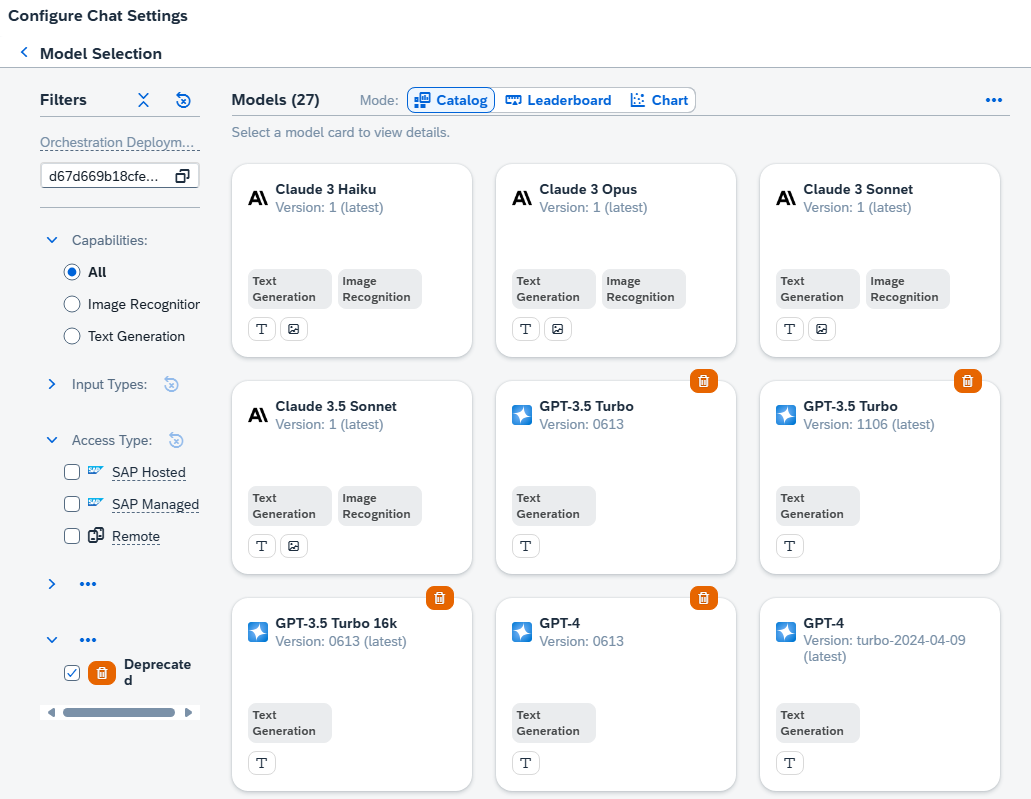 Configure Chat Settings
Model Selection
Filters
Orchestration Deploym...
d67d669b18cfe...
Capabilities:
All
Image Recognition
Text Generation
Input Types:
Access Type:
SAP Hosted
SAP Managed
Remote
Deprecate
d
Models (27)
Mode:
Catalog
Leaderboard
Chart
Select a model card to view details.
Claude 3 Haiku
Version: 1 (latest)
Text
Generation
Image
Recognition
Claude 3 Opus
Version: 1 (latest)
Text
Generation
Image
Recognition
Claude 3 Sonnet
Version: 1 (latest)
Text
Generation
Image
Recognition
Claude 3.5 Sonnet
Version: 1 (latest)
Text
Generation
Image
Recognition
GPT-3.5 Turbo
Version: 0613
Text
Generation
GPT-3.5 Turbo
Version: 1106 (latest)
Text
Generation
GPT-3.5 Turbo 16k
Version: 0613 (latest)
Text
Generation
GPT-4
Version: 0613
Text
Generation
GPT-4
Version: turbo-2024-04-09
(latest)
Text
Generation